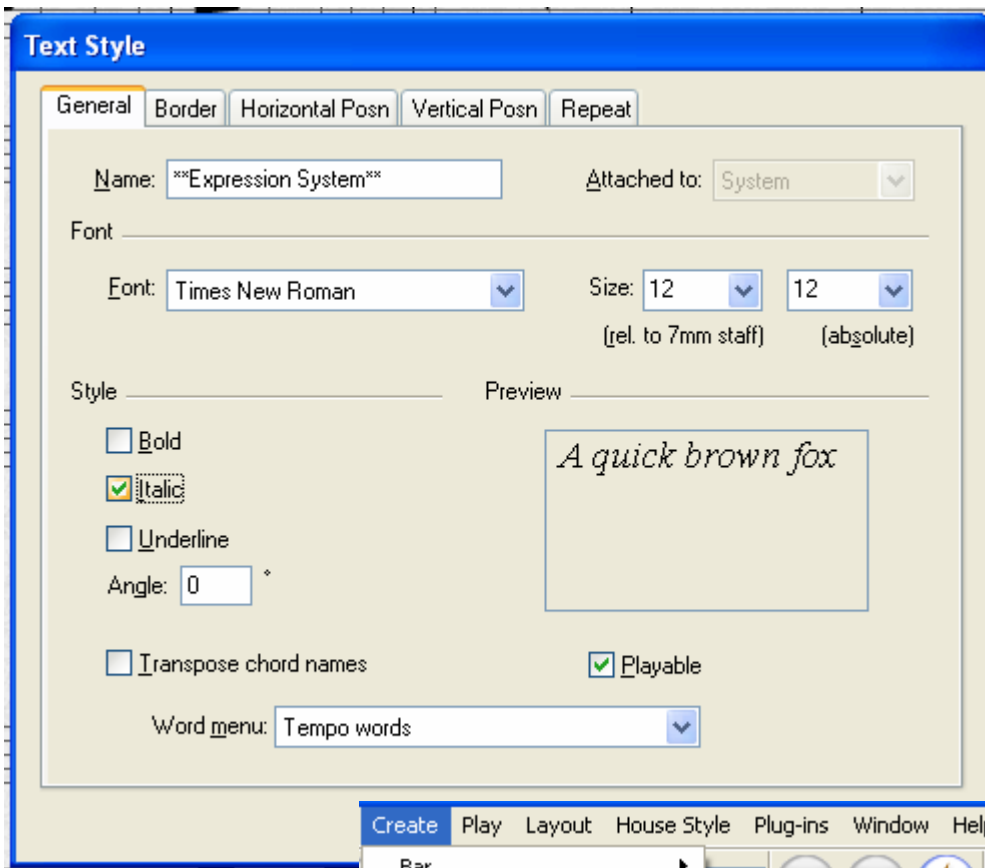 Text Style
General Border Horizontal Posn Vertical Posn Repeat
Name: **Expression System** Attached to: System
Font
Font: Times New Roman Size: 12 12
(rel. to 7mm staff) (absolute)
Style Preview
Bold A quick brown fox
Italic
Underline
Angle: 0 °
Transpose chord names Playable
Word menu: Tempo words
Create Play Layout House Style Plug-ins Window Help
Bar